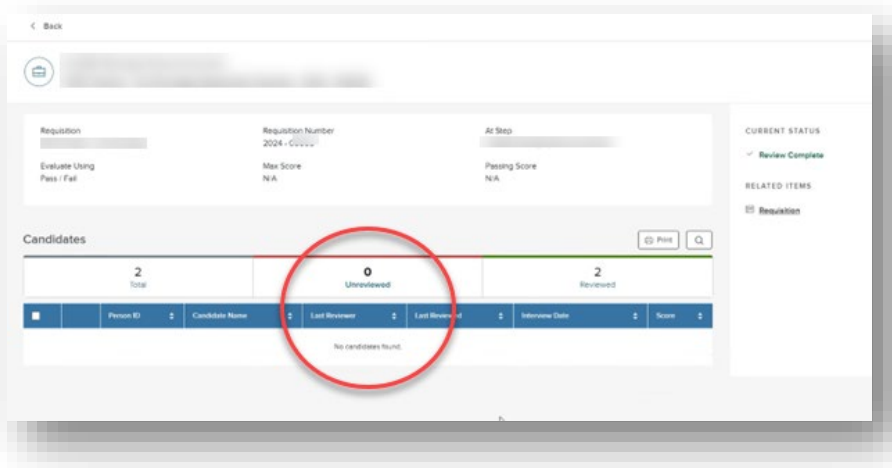 Back
Requisition
Requisition Number
At Step
2024 -
Evaluate Using
Max Score
Passing Score
Pass / Fail
N/A
N/A
CURRENT STATUS
Review Complete
RELATED ITEMS
Requisition
Candidates
Print
2
0
2
Total
Unreviewed
Reviewed
Person ID
Candidate Name
Last Reviewer
Last Reviewed
Interview Date
Score
No candidates found.